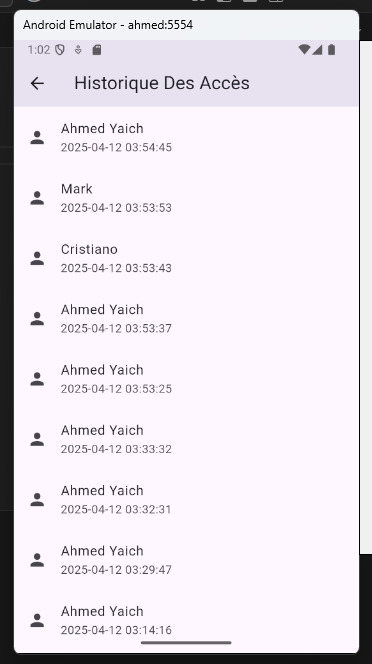 Android Emulator - ahmed:5554
1:02
Historique Des Accès
Ahmed Yaich
2025-04-12 03:54:45
Mark
2025-04-12 03:53:53
Cristiano
2025-04-12 03:53:43
Ahmed Yaich
2025-04-12 03:53:37
Ahmed Yaich
2025-04-12 03:53:25
Ahmed Yaich
2025-04-12 03:33:32
Ahmed Yaich
2025-04-12 03:32:31
Ahmed Yaich
2025-04-12 03:29:47
Ahmed Yaich
2025-04-12 03:14:16